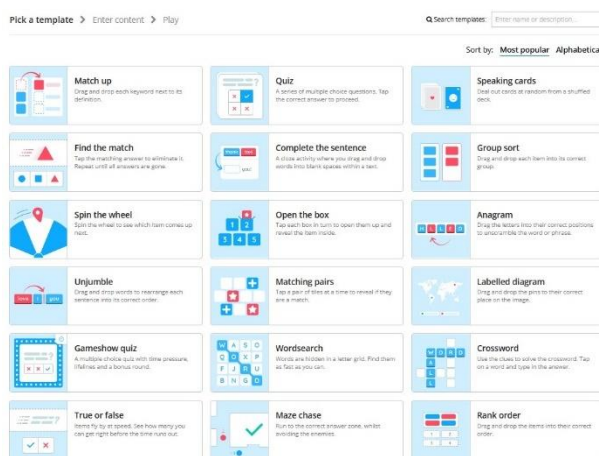 Pick a template > Enter content > Play
Search templates: Enter name or description...
Sort by: Most popular Alphabetica
Match up
Drag and drop each keyword next to its
definition.
Quiz
A series of multiple choice questions. Tap
the correct answer to proceed.
Speaking cards
Deal out cards at random from a shuffled
deck.
Find the match
Tap the matching answer to eliminate it.
Repeat until all answers are gone.
Complete the sentence
A cloze activity where you drag and drop
words into blank spaces within a text.
Group sort
Drag and drop each item into its correct
group.
Spin the wheel
Spin the wheel to see which item comes up
next.
Open the box
Tap each box in turn to open them up and
reveal the item inside.
1 2
3 4 5
Anagram
Drag the letters into their correct positions
to unscramble the word or phrase.
Unjumble
Drag and drop words to rearrange each
sentence into its correct order.
Matching pairs
Tap a pair of tiles at a time to reveal if they
are a match.
Labelled diagram
Drag and drop the pins to their correct
place on the image.
Gameshow quiz
A multiple choice quiz with time pressure,
lifelines and a bonus round.
W A S O
Q O X P
F J R U
B N G D
Wordsearch
Words are hidden in a letter grid. Find them
as fast as you can.
W O R D
Crossword
Use the clues to solve the crossword. Tap
on a word and type in the answer.
True or false
Items fly by at speed. See how many you
can get right before the time runs out.
Maze chase
Run to the correct answer zone, whilst
avoiding the enemies.
Rank order
Drag and drop the items into their correct
order.